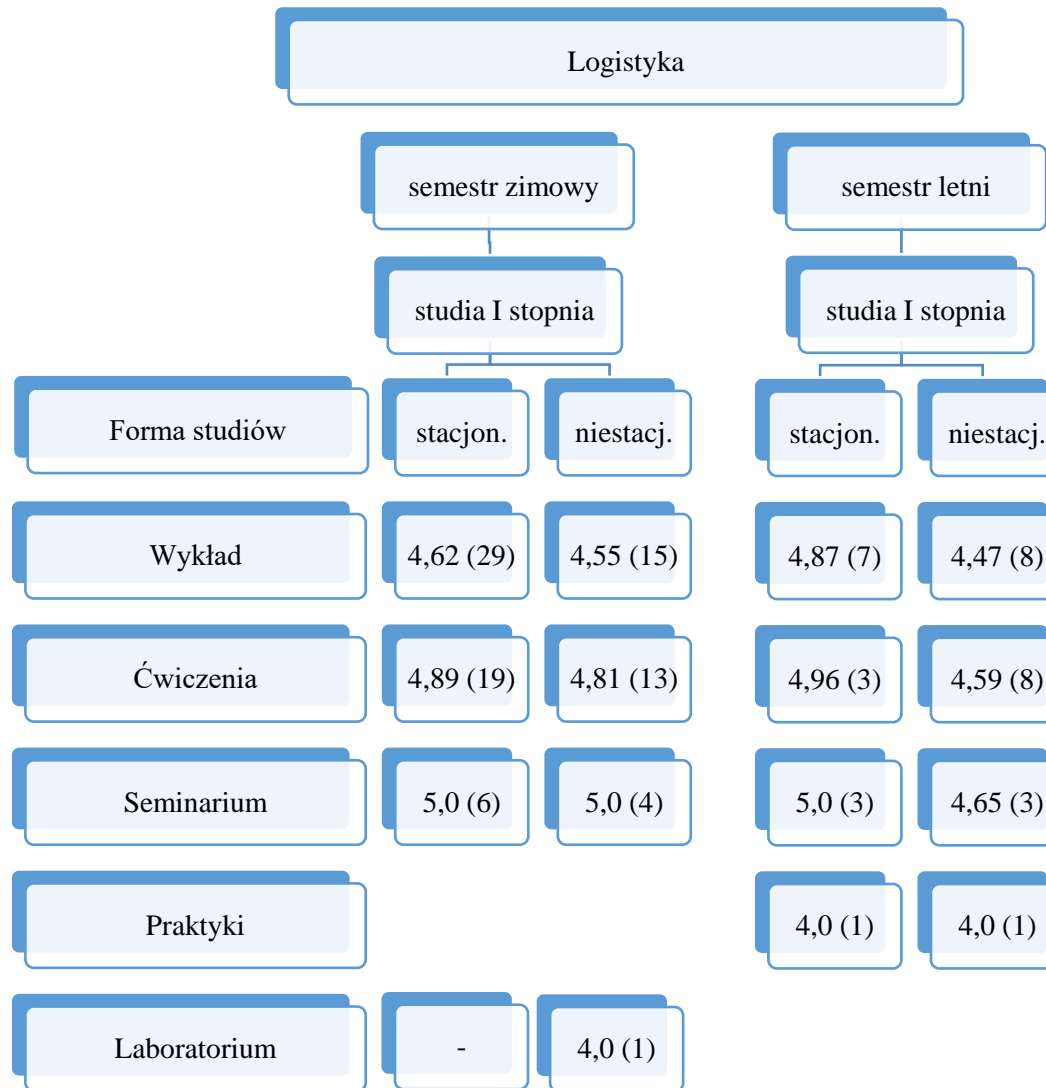 Logistyka
semestr zimowy
semestr letni
studia I stopnia
studia I stopnia
Forma studiów
stacjon.
niestacj.
stacjon.
niestacj.
Wykład
4,62 (29)
4,55 (15)
4,87 (7)
4,47 (8)
Ćwiczenia
4,89 (19)
4,81 (13)
4,96 (3)
4,59 (8)
Seminarium
5,0 (6)
5,0 (4)
5,0 (3)
4,65 (3)
Praktyki
4,0 (1)
4,0 (1)
Laboratorium
-
4,0 (1)